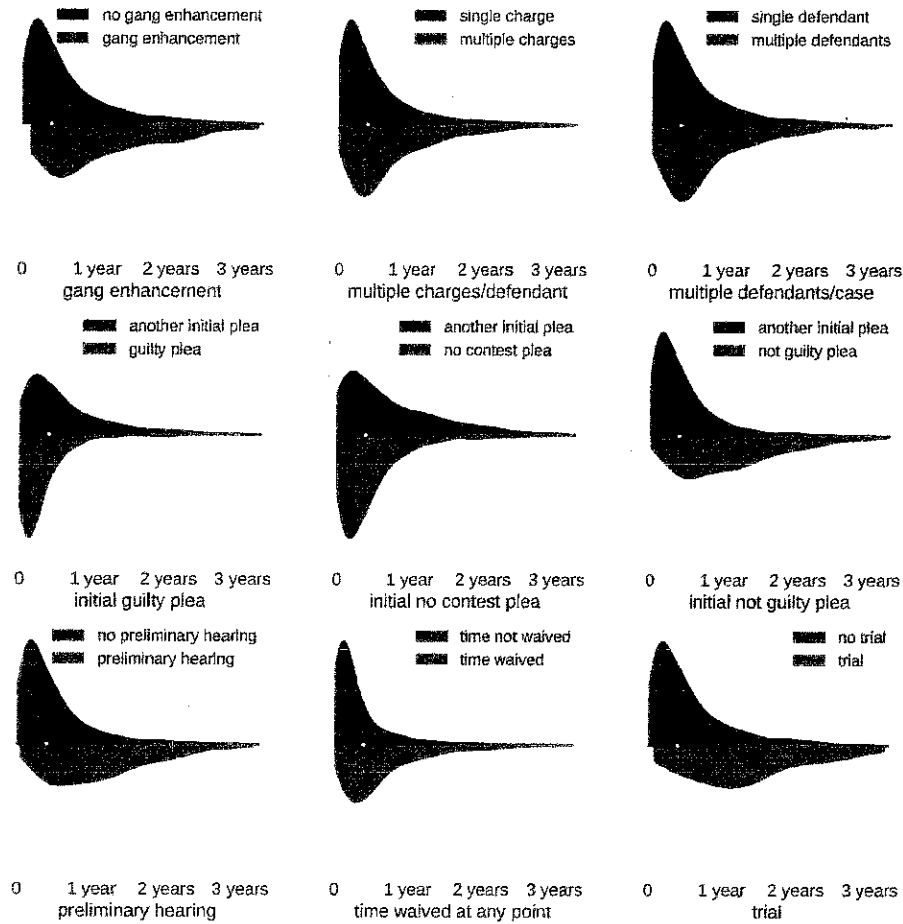 no gang enhancement
gang enhancement
0 1 year 2 years 3 years
gang enhancement
single charge
multiple charges
0 1 year 2 years 3 years
multiple charges/defendant
single defendant
multiple defendants
0 1 year 2 years 3 years
multiple defendants/case
another initial plea
guilty plea
0 1 year 2 years 3 years
initial guilty plea
another initial plea
no contest plea
0 1 year 2 years 3 years
initial no contest plea
another initial plea
not guilty plea
0 1 year 2 years 3 years
initial not guilty plea
no preliminary hearing
preliminary hearing
0 1 year 2 years 3 years
preliminary hearing
time not waived
time waived
0 1 year 2 years 3 years
time waived at any point
no trial
trial
0 1 year 2 years 3 years
trial